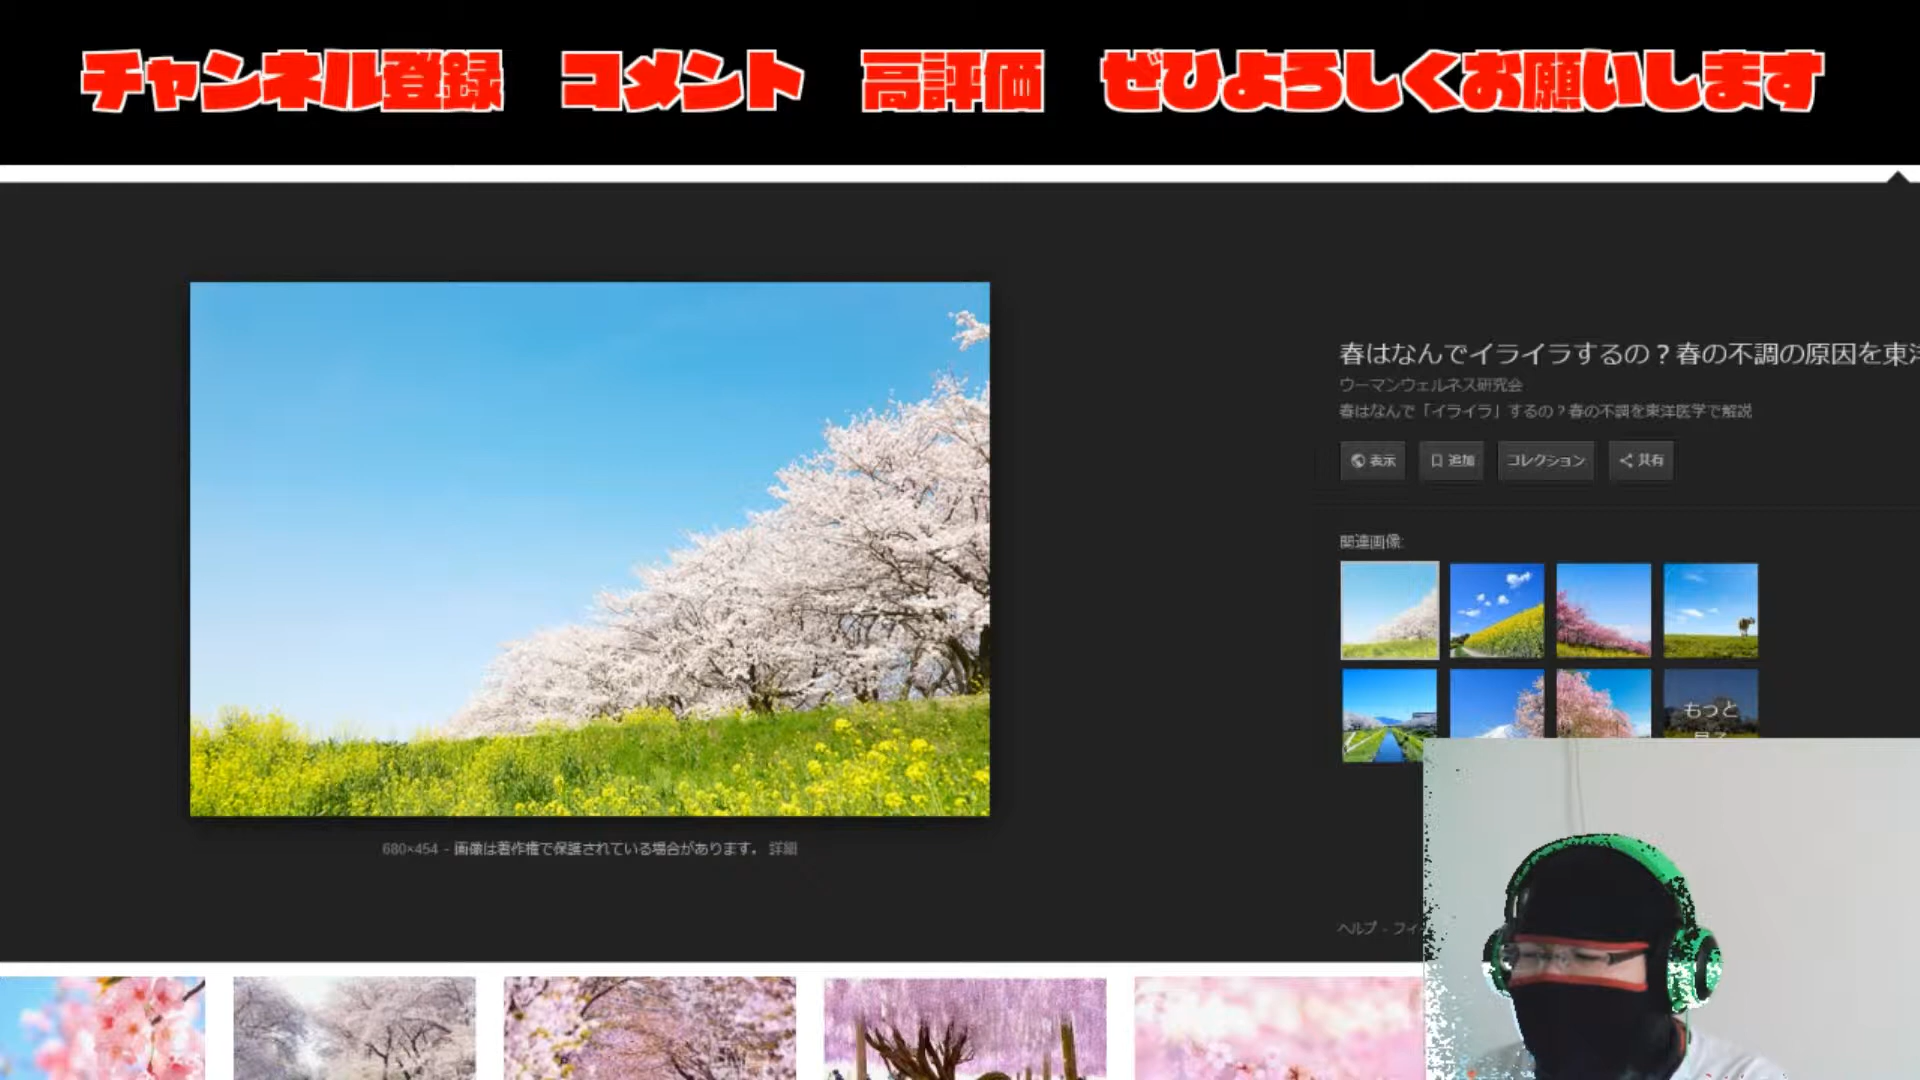 チャンネル登録　コメント　高評価　ぜひよろしくお願いします
春はなんでイライラするの？春の不調の原因を東洋
ウーマンウェルネス研究会
春はなんで「イライラ」するの？春の不調を東洋医学で解説
表示 追加 コレクション 共有
関連画像:
もっと
680×454 - 画像は著作権で保護されている場合があります。 詳細
ヘルプ - フィ